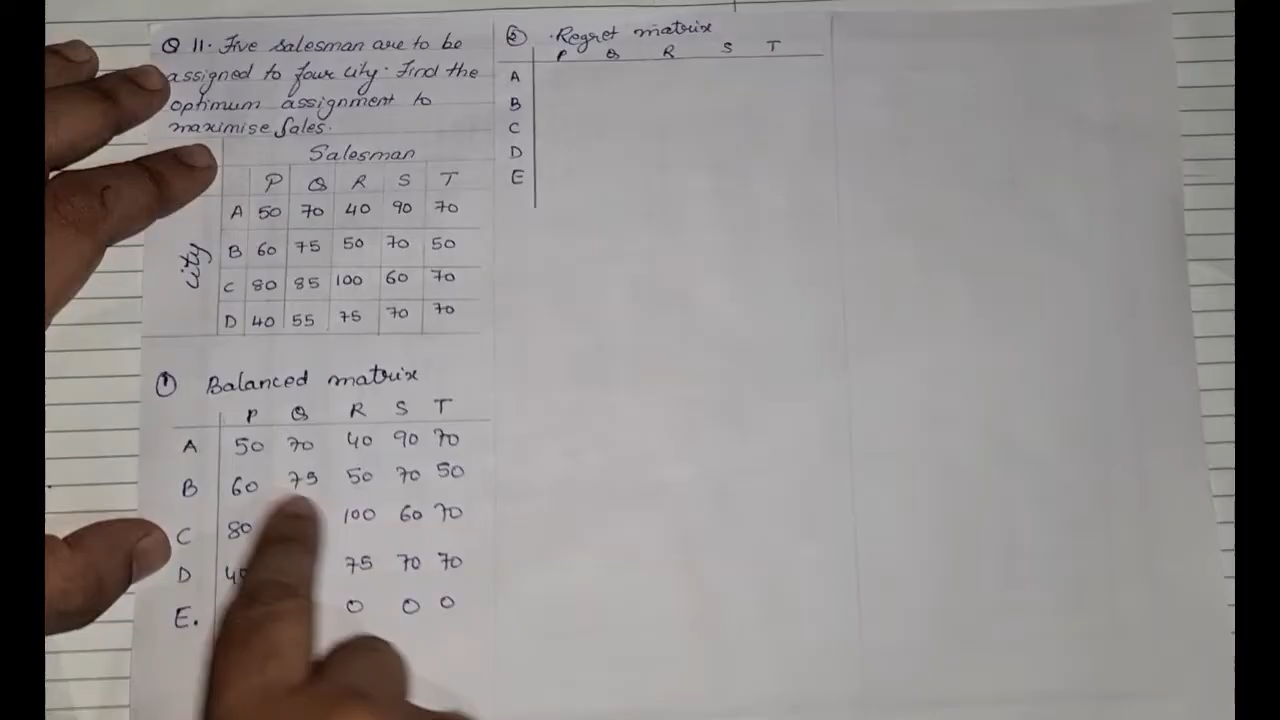 Q 11. Five salesman are to be
assigned to four city. Find the
optimum assignment to
maximise sales.
Salesman
P Q R S T
city
A 50 70 40 90 70
B 60 75 50 70 50
C 80 85 100 60 70
D 40 55 75 70 70
① Balanced matrix
P Q R S T
A 50 70 40 90 70
B 60 75 50 70 50
C 80 100 60 70
D 75 70 70
E. 0 0 0
② Regret matrix
P Q R S T
A
B
C
D
E